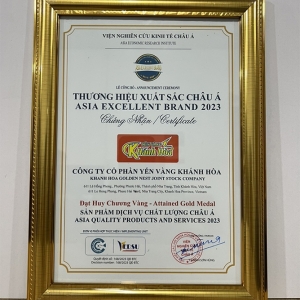 VIỆN NGHIÊN CỨU KINH TẾ CHÂU Á
ASIA ECONOMIC RESEARCH INSTITUTE
LỄ CÔNG BỐ - ANNOUNCEMENT CEREMONY
THƯƠNG HIỆU XUẤT SẮC CHÂU Á
ASIA EXCELLENT BRAND 2023
Chứng Nhận / Certificate
KHANH HOA
CÔNG TY CỔ PHẦN YẾN VÀNG KHÁNH HÒA
KHANH HOA GOLDEN NEST JOINT STOCK COMPANY
Đạt Huy Chương Vàng - Attained Gold Medal
SẢN PHẨM DỊCH VỤ CHẤT LƯỢNG CHÂU Á
ASIA QUALITY PRODUCTS AND SERVICES 2023